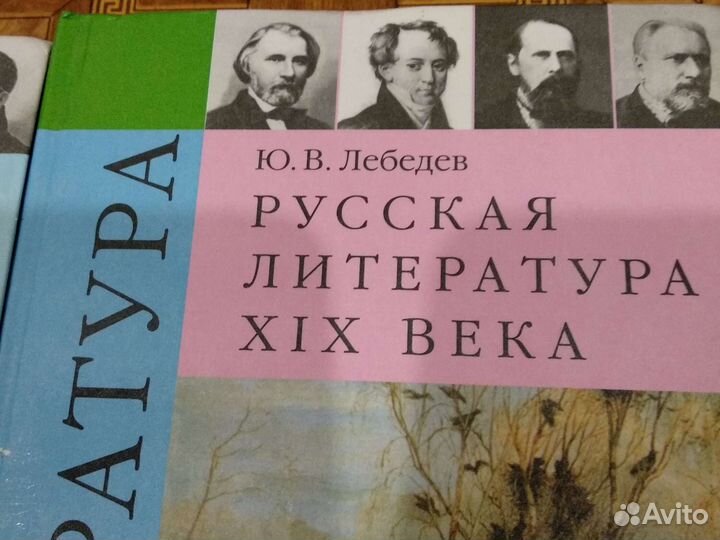 Ю. В. Лебедев
РУССКАЯ
ЛИТЕРАТУРА
XIX ВЕКА
РАТУРА
Avito